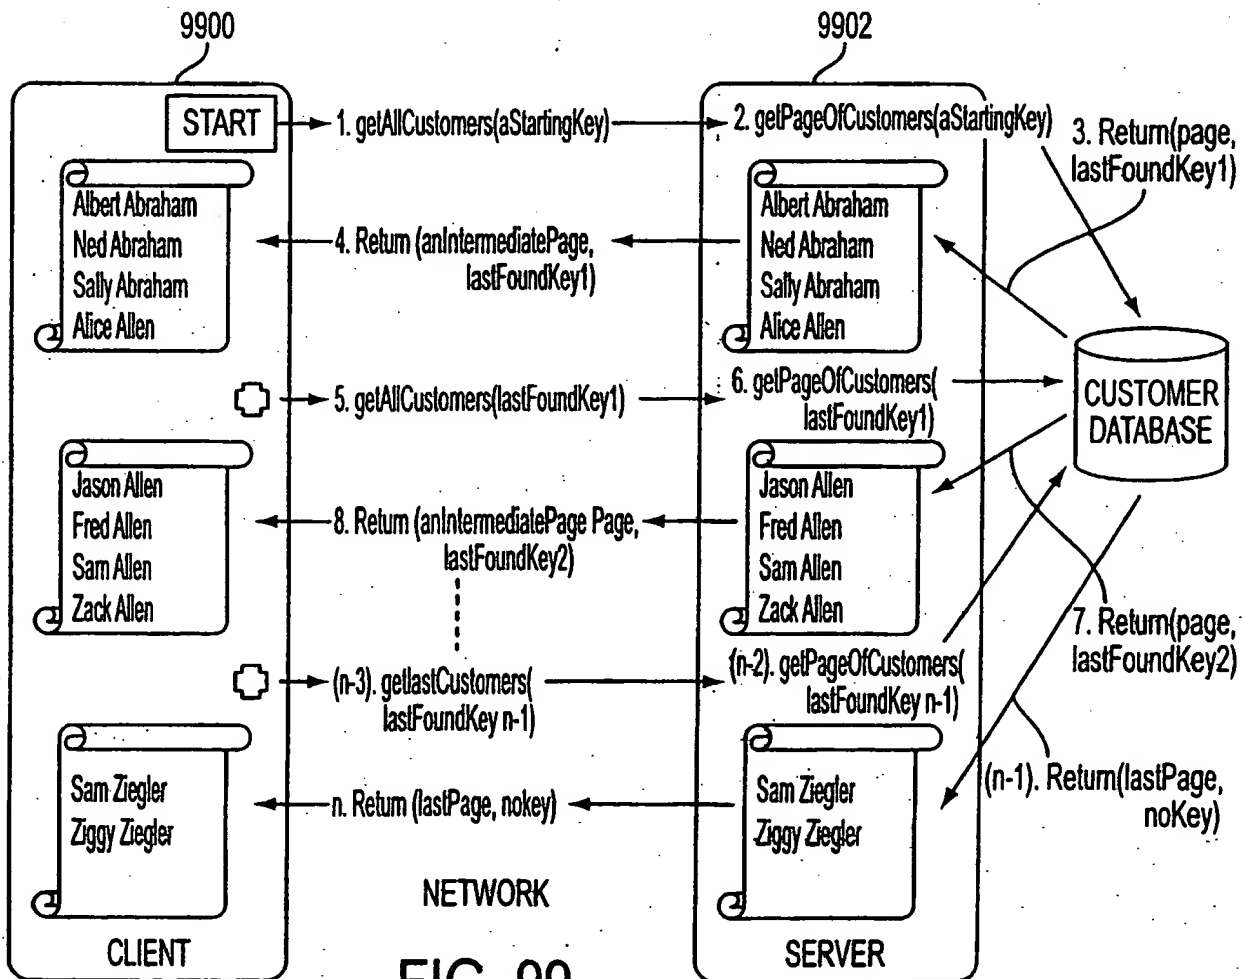 9900
9902
START
1. getAllCustomers(aStartingKey)
2. getPageOfCustomers(aStartingKey)
3. Return(page,
lastFoundKey1)
Albert Abraham
Ned Abraham
Sally Abraham
Alice Allen
4. Return (anIntermediatePage,
lastFoundKey1)
Albert Abraham
Ned Abraham
Sally Abraham
Alice Allen
CUSTOMER
DATABASE
5. getAllCustomers(lastFoundKey1)
6. getPageOfCustomers(
lastFoundKey1)
Jason Allen
Fred Allen
Sam Allen
Zack Allen
8. Return (anIntermediatePage Page,
lastFoundKey2)
Jason Allen
Fred Allen
Sam Allen
Zack Allen
7. Return(page,
lastFoundKey2)
(n-3). getlastCustomers(
lastFoundKey n-1)
(n-2). getPageOfCustomers(
lastFoundKey n-1)
(n-1). Return(lastPage,
noKey)
Sam Ziegler
Ziggy Ziegler
n. Return (lastPage, nokey)
Sam Ziegler
Ziggy Ziegler
NETWORK
CLIENT
SERVER
FIG. 99